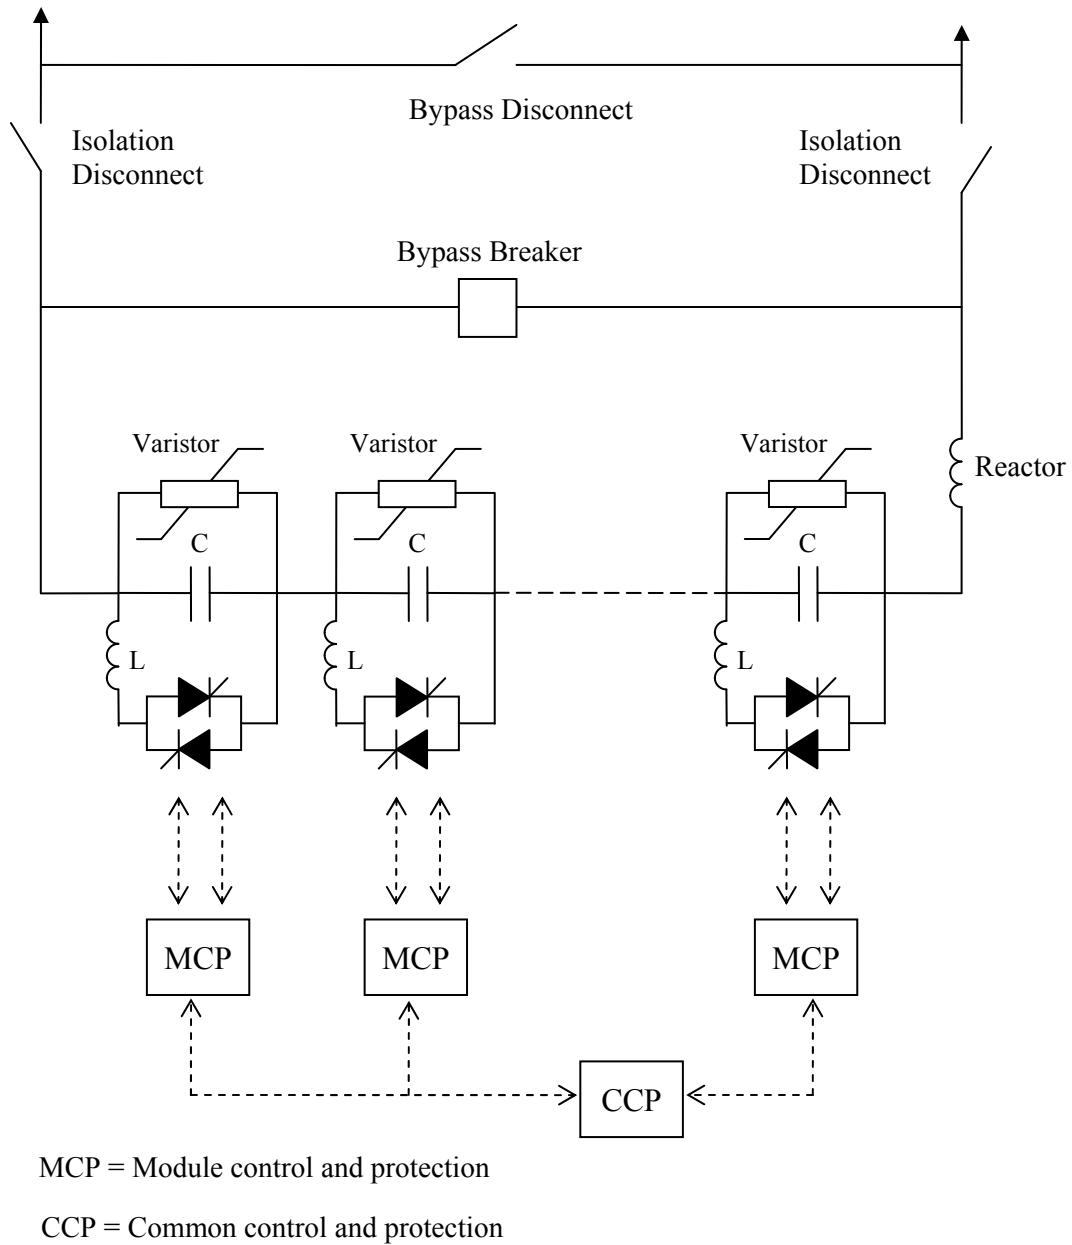 Bypass Disconnect
Isolation
Disconnect
Isolation
Disconnect
Bypass Breaker
Varistor
Varistor
Varistor
Reactor
C
C
C
L
L
L
MCP
MCP
MCP
CCP
MCP = Module control and protection
CCP = Common control and protection